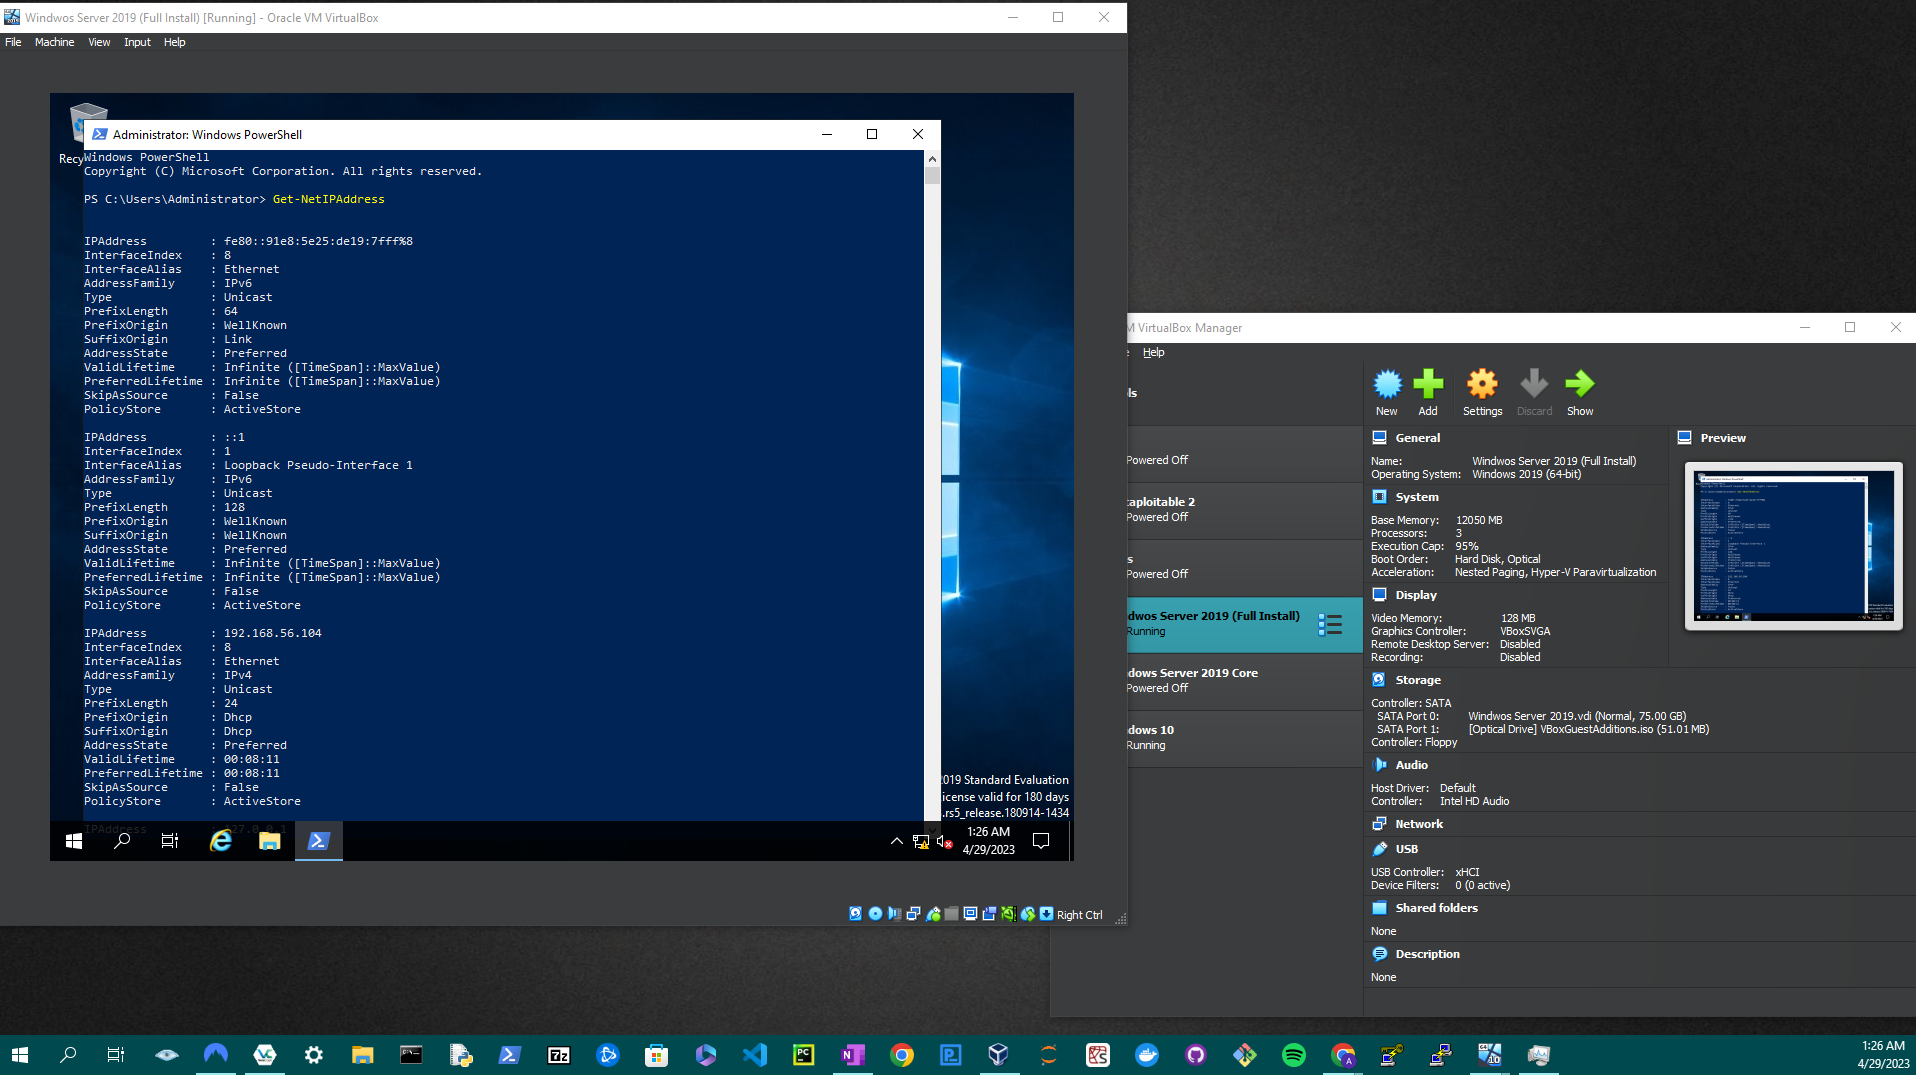 Windwos Server 2019 (Full Install) [Running] - Oracle VM VirtualBox
File Machine View Input Help
Recy
Administrator: Windows PowerShell
Windows PowerShell
Copyright (C) Microsoft Corporation. All rights reserved.
PS C:\Users\Administrator> Get-NetIPAddress
IPAddress : fe80::91e8:5e25:de19:7fff%8
InterfaceIndex : 8
InterfaceAlias : Ethernet
AddressFamily : IPv6
Type : Unicast
PrefixLength : 64
PrefixOrigin : WellKnown
SuffixOrigin : Link
AddressState : Preferred
ValidLifetime : Infinite ([TimeSpan]::MaxValue)
PreferredLifetime : Infinite ([TimeSpan]::MaxValue)
SkipAsSource : False
PolicyStore : ActiveStore
IPAddress : ::1
InterfaceIndex : 1
InterfaceAlias : Loopback Pseudo-Interface 1
AddressFamily : IPv6
Type : Unicast
PrefixLength : 128
PrefixOrigin : WellKnown
SuffixOrigin : WellKnown
AddressState : Preferred
ValidLifetime : Infinite ([TimeSpan]::MaxValue)
PreferredLifetime : Infinite ([TimeSpan]::MaxValue)
SkipAsSource : False
PolicyStore : ActiveStore
IPAddress : 192.168.56.104
InterfaceIndex : 8
InterfaceAlias : Ethernet
AddressFamily : IPv4
Type : Unicast
PrefixLength : 24
PrefixOrigin : Dhcp
SuffixOrigin : Dhcp
AddressState : Preferred
ValidLifetime : 00:08:11
PreferredLifetime : 00:08:11
SkipAsSource : False
PolicyStore : ActiveStore
IPAddress : 127.0.0.1
2019 Standard Evaluation
icense valid for 180 days
.rs5_release.180914-1434
1:26 AM
4/29/2023
Right Ctrl
M VirtualBox Manager
e Help
ols
New Add Settings Discard Show
Powered Off
taploitable 2
Powered Off
s
Powered Off
dwos Server 2019 (Full Install)
Running
ndows Server 2019 Core
Powered Off
ndows 10
Running
General
Name: Windwos Server 2019 (Full Install)
Operating System: Windows 2019 (64-bit)
System
Base Memory: 12050 MB
Processors: 3
Execution Cap: 95%
Boot Order: Hard Disk, Optical
Acceleration: Nested Paging, Hyper-V Paravirtualization
Display
Video Memory: 128 MB
Graphics Controller: VBoxSVGA
Remote Desktop Server: Disabled
Recording: Disabled
Storage
Controller: SATA
SATA Port 0: Windwos Server 2019.vdi (Normal, 75.00 GB)
SATA Port 1: [Optical Drive] VBoxGuestAdditions.iso (51.01 MB)
Controller: Floppy
Audio
Host Driver: Default
Controller: Intel HD Audio
Network
USB
USB Controller: xHCI
Device Filters: 0 (0 active)
Shared folders
None
Description
None
Preview
1:26 AM
4/29/2023